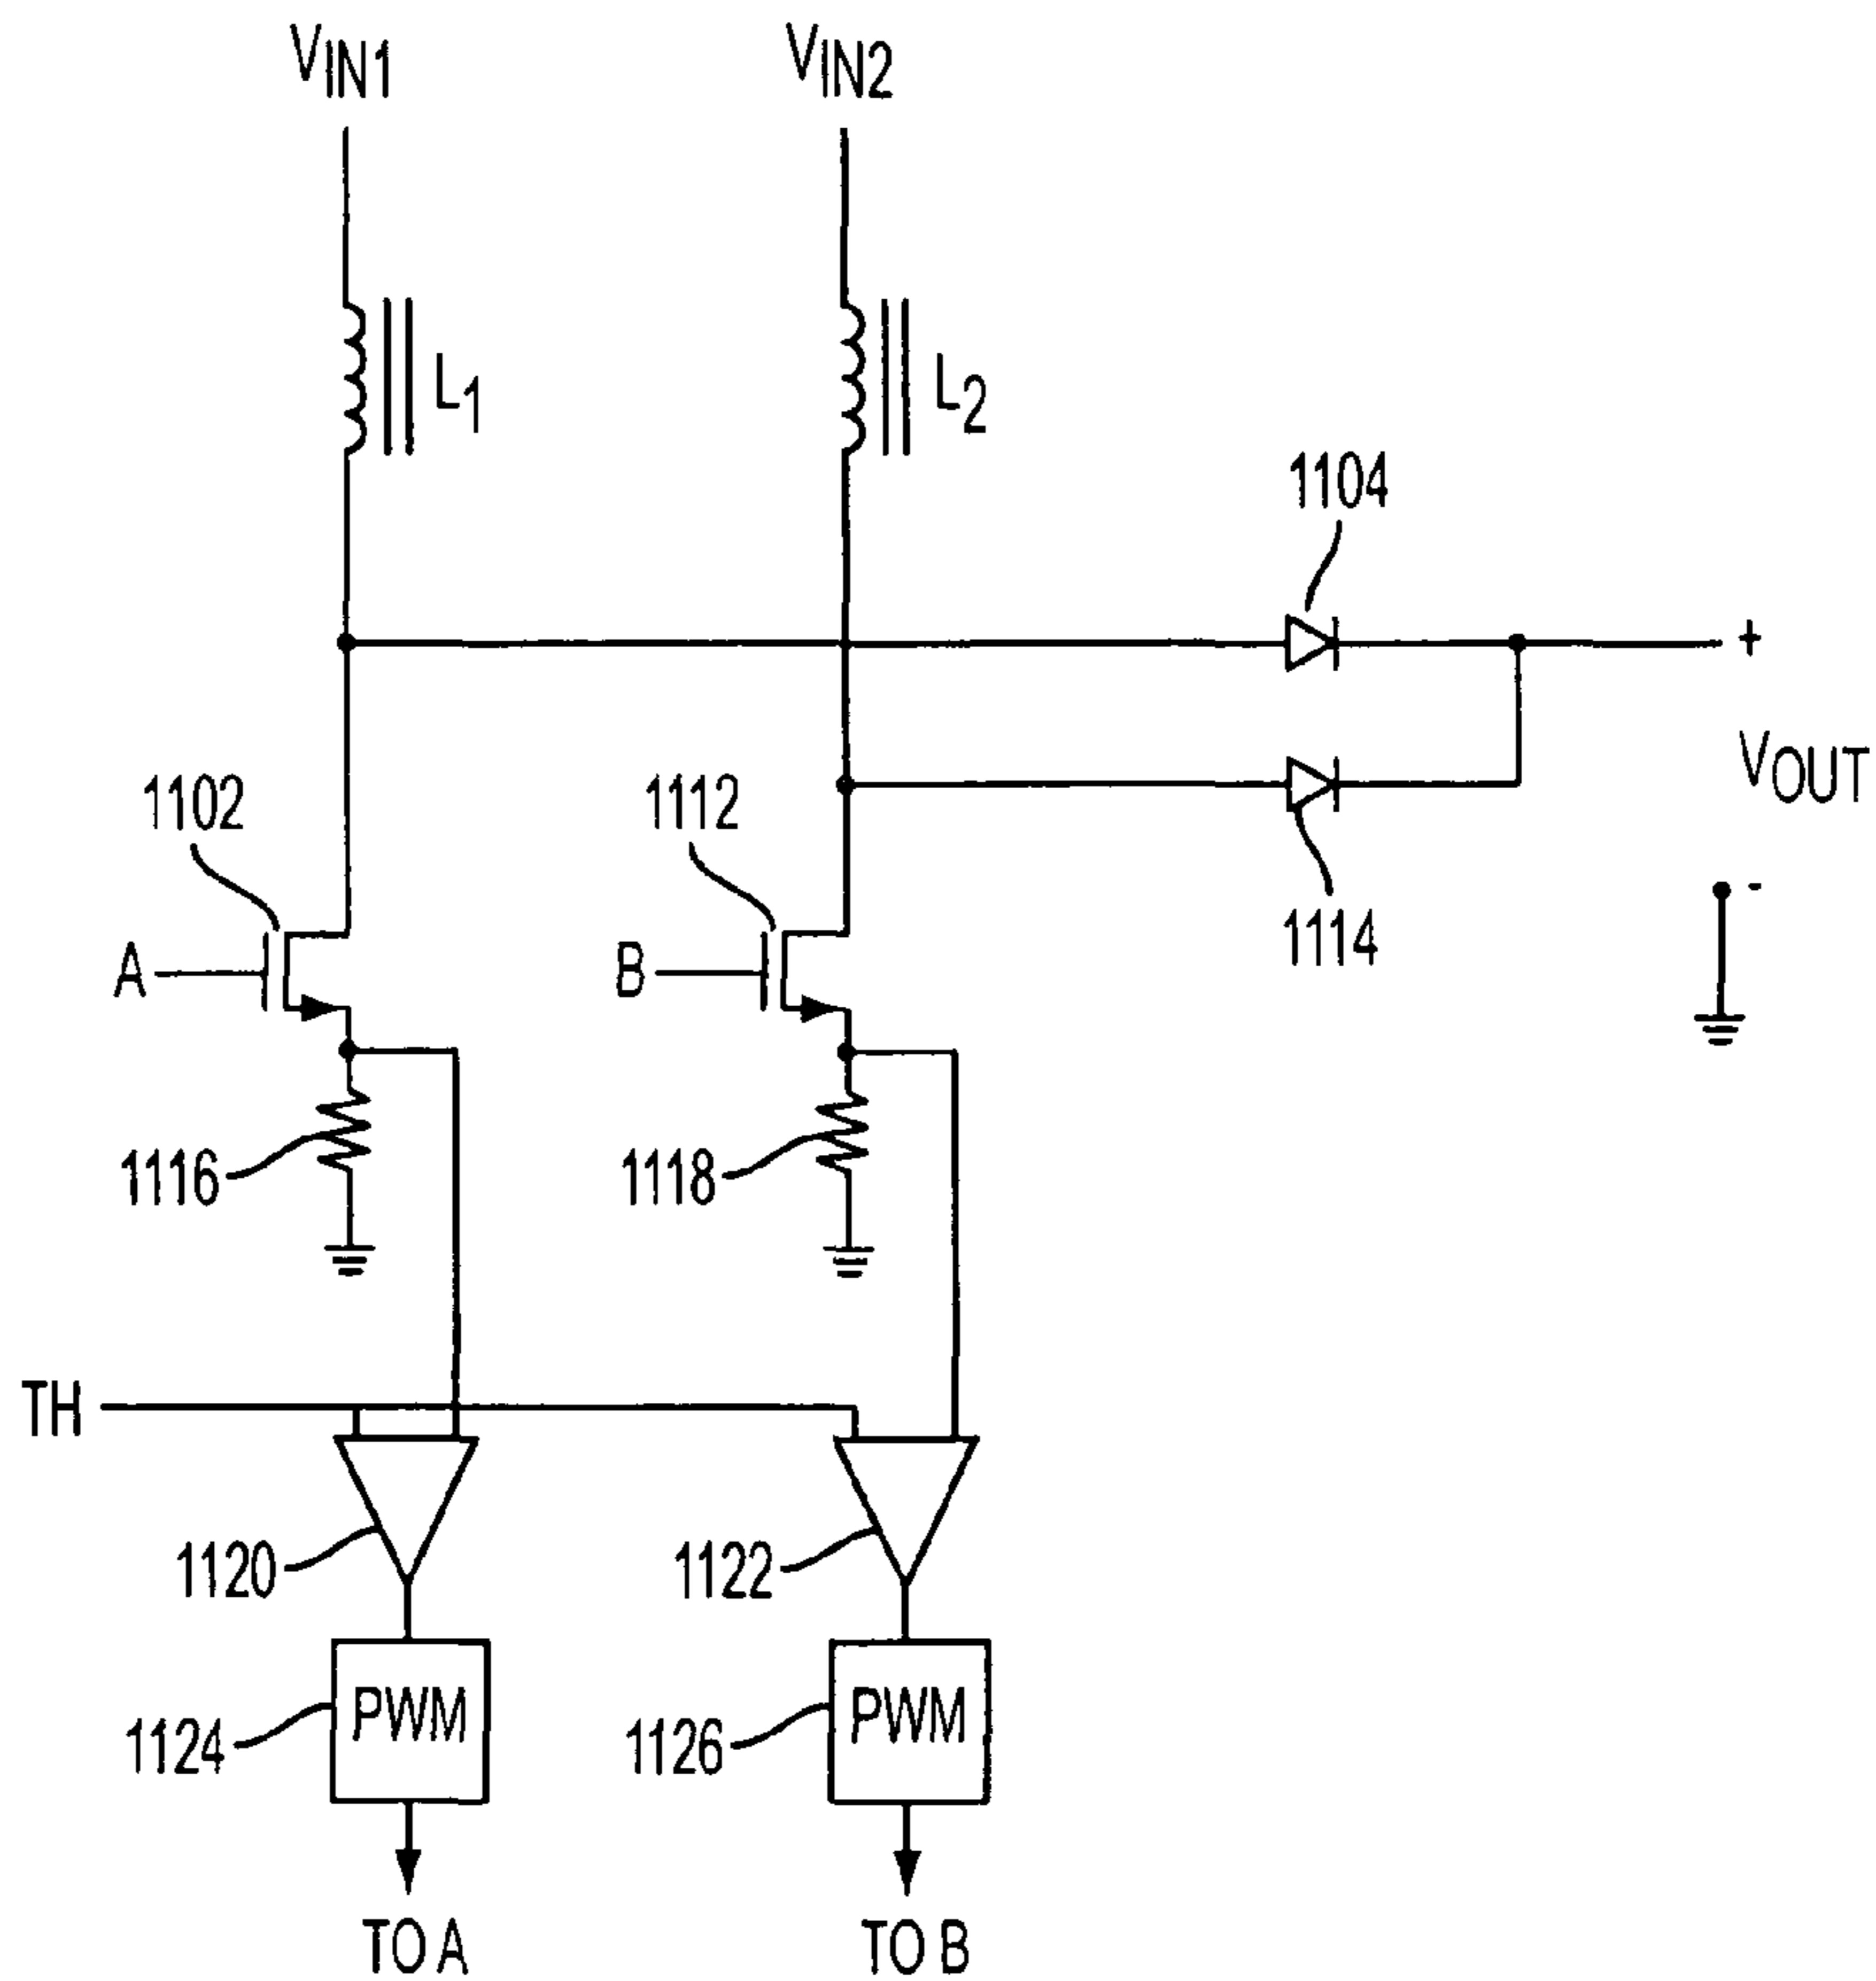 VIN1 VIN2
L1 L2
1104
+
VOUT
1102 1112
-
1114
A B
1116 1118
TH
1120 1122
PWM PWM
1124 1126
TO A TO B